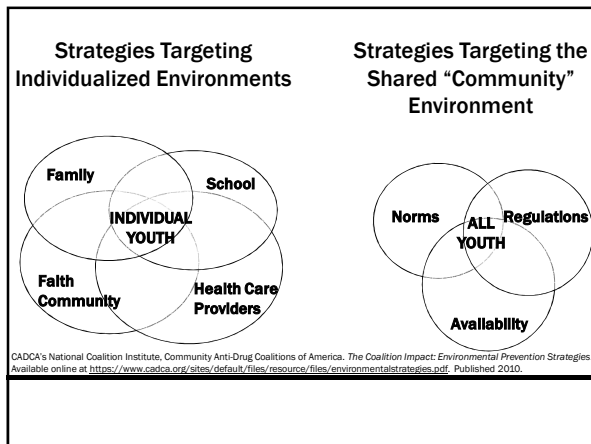 Strategies Targeting
Individualized Environments
Family
School
INDIVIDUAL
YOUTH
Faith
Community
Health Care
Providers
Strategies Targeting the
Shared “Community”
Environment
Norms
ALL
YOUTH
Regulations
Availability
CADCA's National Coalition Institute, Community Anti-Drug Coalitions of America. The Coalition Impact: Environmental Prevention Strategies.
Available online at https://www.cadca.org/sites/default/files/resource/files/environmentalstrategies.pdf. Published 2010.